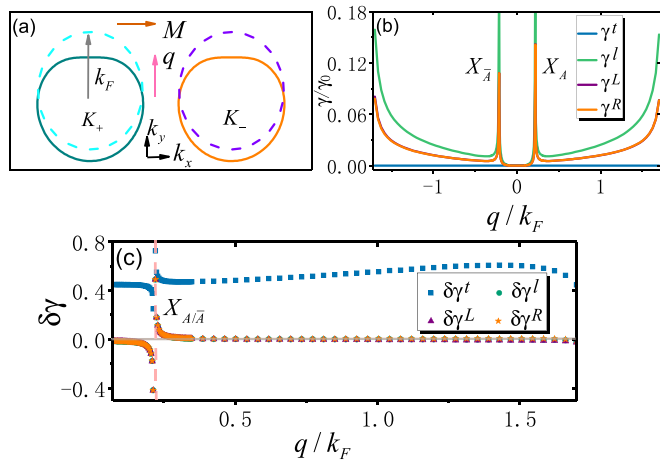 (a)
M
q
k_F
K_+
K_−
k_y
k_x
(b)
γ/γ_0
0.18
0.12
0.06
0.00
X_Ā
X_A
γ^t
γ^l
γ^L
γ^R
-1
0
1
q / k_F
(c)
δγ
0.8
0.4
0.0
-0.4
X_{A/Ā}
δγ^t
δγ^l
δγ^L
δγ^R
0.5
1.0
1.5
q / k_F